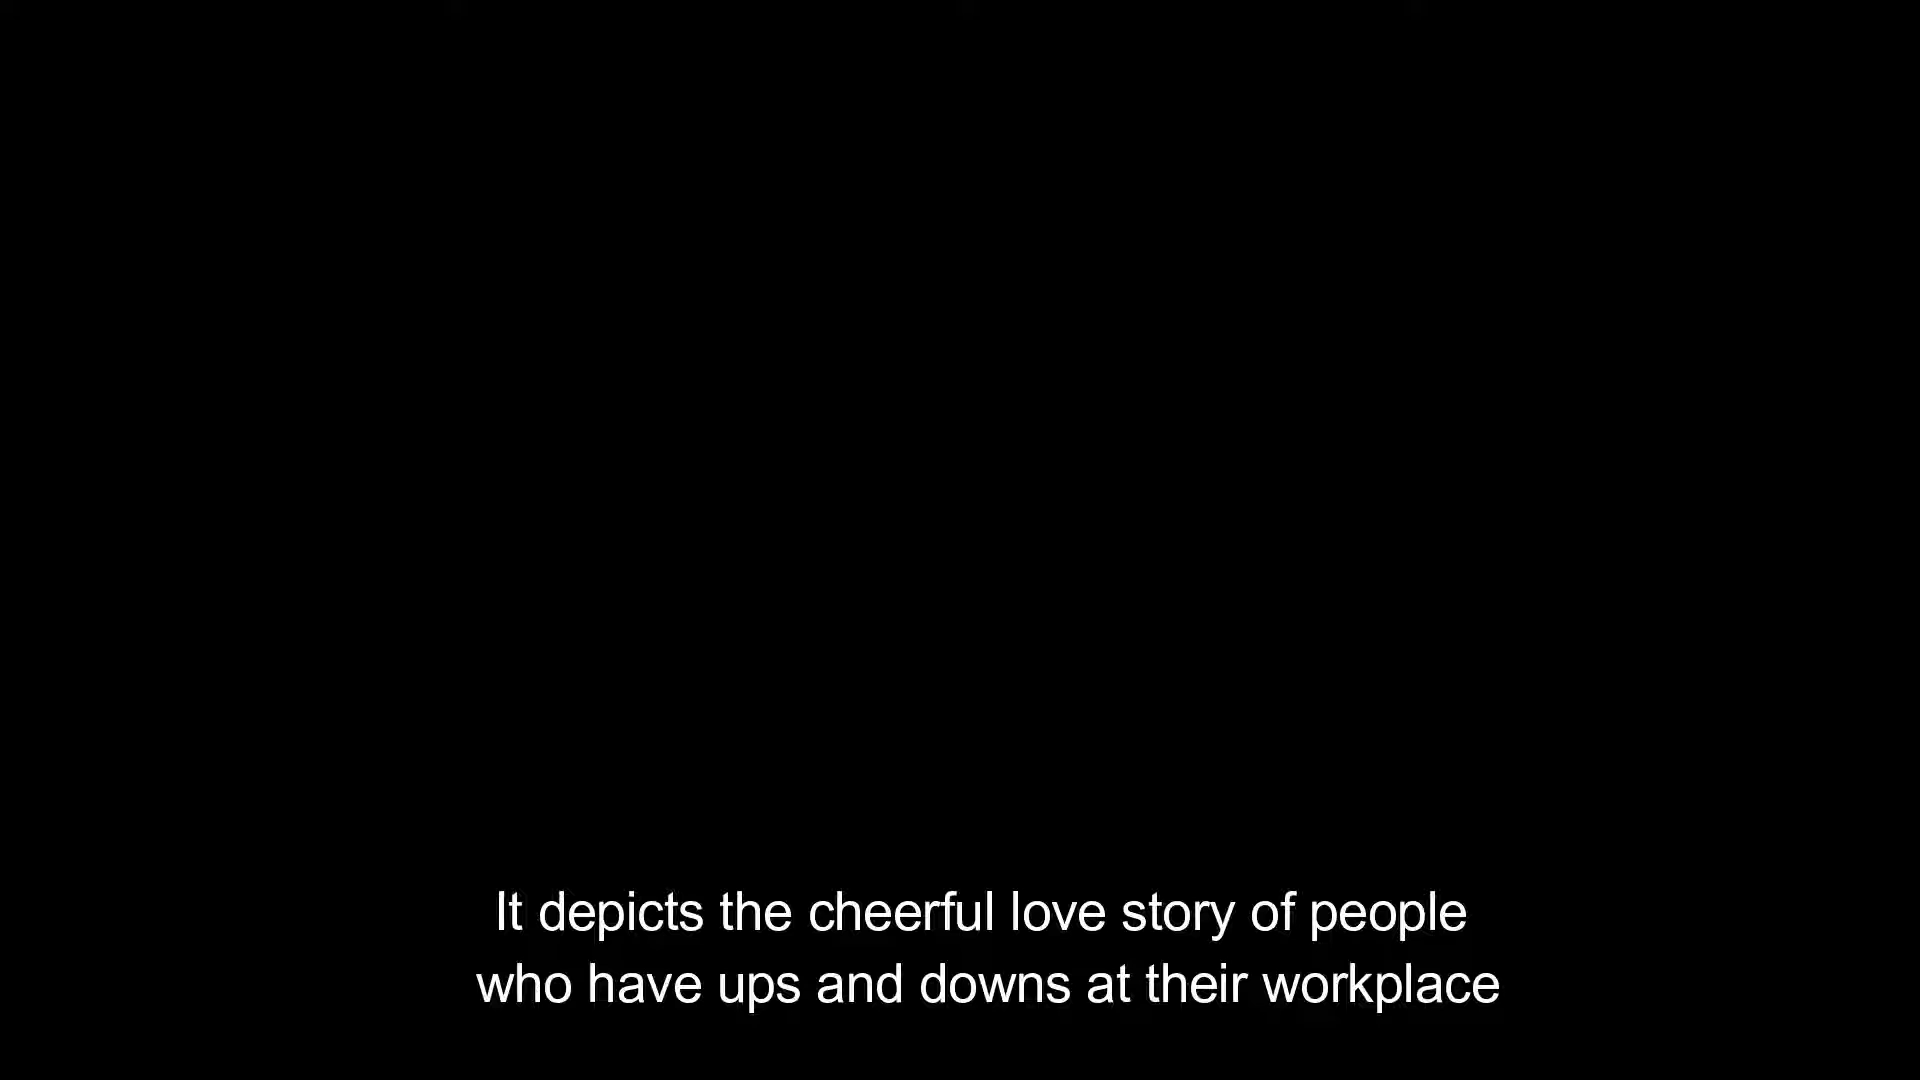 It depicts the cheerful love story of people
who have ups and downs at their workplace